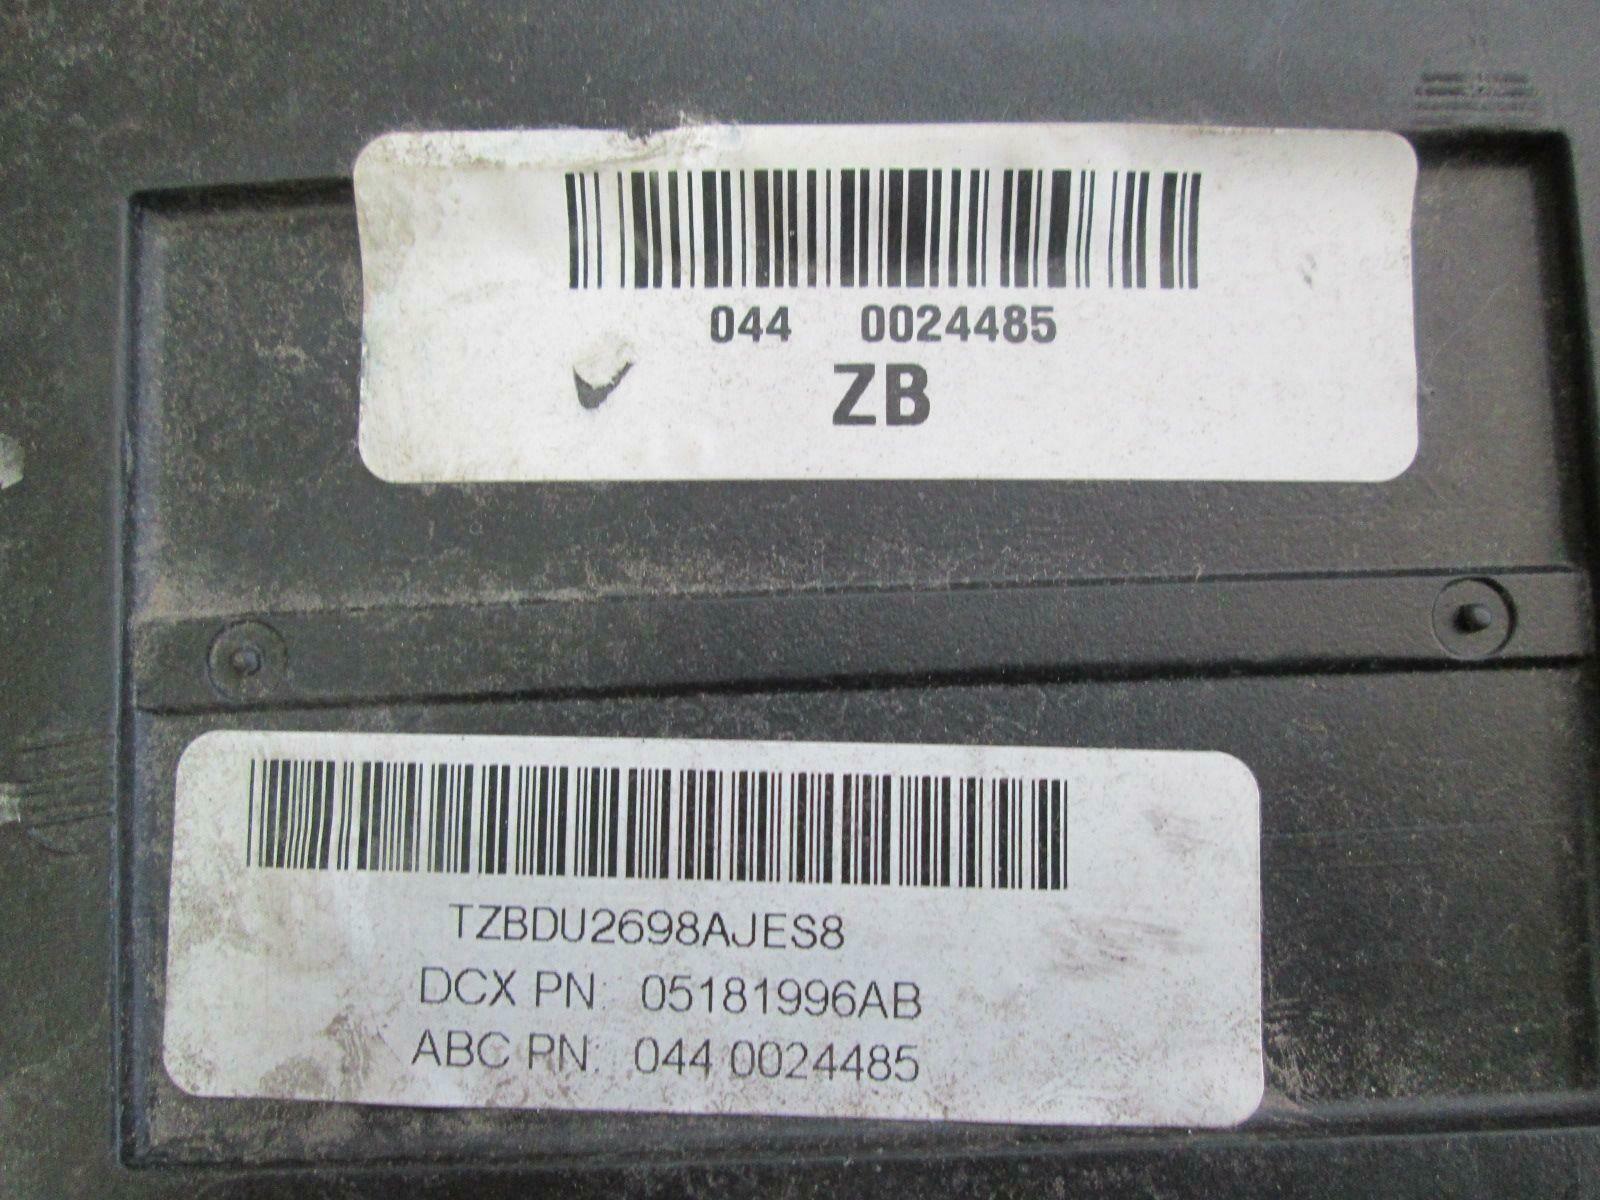 044 0024485
ZB
TZBDU2698AJES8
DCX PN: 05181996AB
ABC PN: 044 0024485